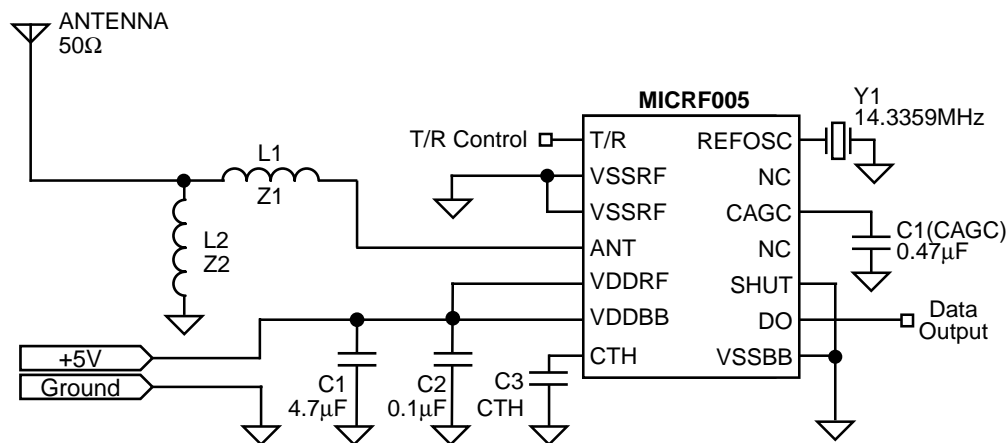 ANTENNA
50Ω
MICRF005
Y1
14.3359MHz
T/R Control
T/R
REFOSC
L1
Z1
VSSRF
NC
VSSRF
CAGC
C1(CAGC)
0.47µF
L2
Z2
ANT
NC
VDDRF
SHUT
Data
Output
VDDBB
DO
+5V
CTH
VSSBB
Ground
C1
4.7µF
C2
0.1µF
C3
CTH